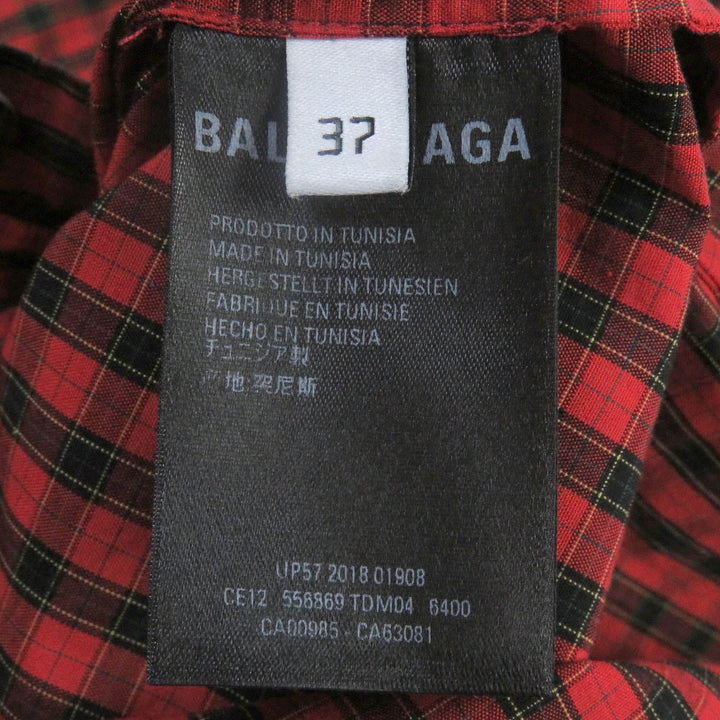 BAL AGA
37
PRODOTTO IN TUNISIA
MADE IN TUNISIA
HERGESTELLT IN TUNESIEN
FABRIQUE EN TUNISIE
HECHO EN TUNISIA
チュニジア製
产地:突尼斯
UP57 2018 01908
CE12 556869 TDM04 6400
CA00985 - CA63081